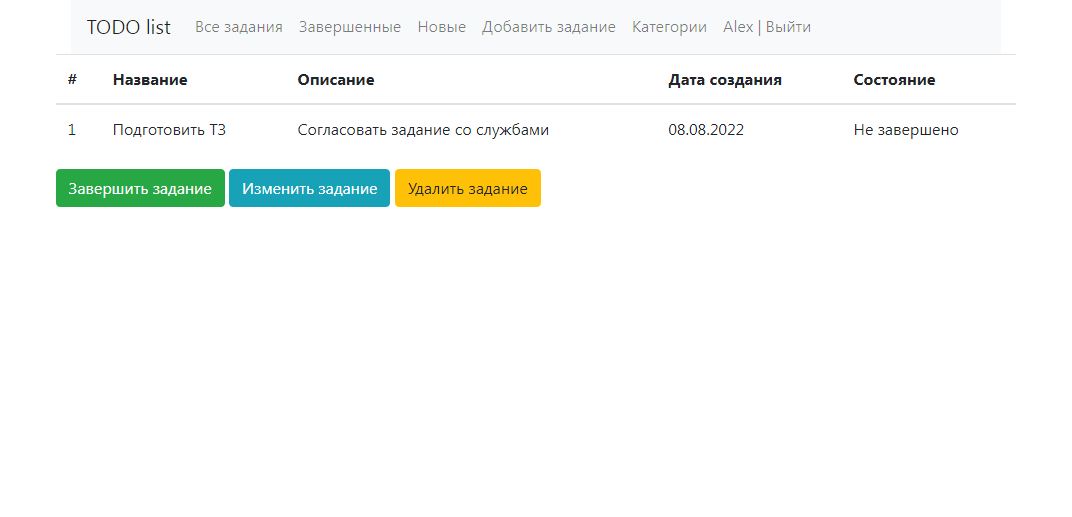 TODO list Все задания Завершенные Новые Добавить задание Категории Alex | Выйти
# Название Описание Дата создания Состояние
1 Подготовить ТЗ Согласовать задание со службами 08.08.2022 Не завершено
Завершить задание Изменить задание Удалить задание